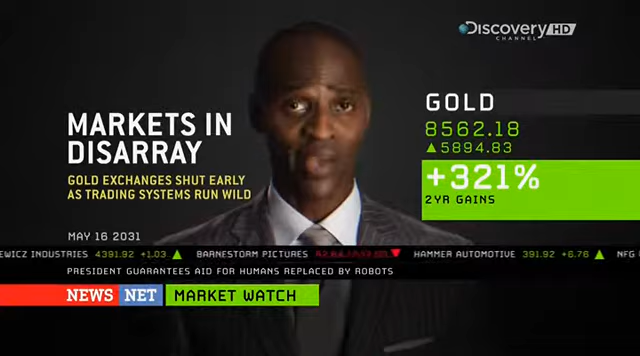 Discovery HD
CHANNEL
MARKETS IN
DISARRAY
GOLD EXCHANGES SHUT EARLY
AS TRADING SYSTEMS RUN WILD
GOLD
8562.18
▲5894.83
+321%
2YR GAINS
MAY 16 2031
EWICZ INDUSTRIES 4391.92 +1.03 ▲ BARNESTORM PICTURES ▼ HAMMER AUTOMOTIVE 391.92 +6.76 ▲ NFG
PRESIDENT GUARANTEES AID FOR HUMANS REPLACED BY ROBOTS
NEWS NET MARKET WATCH